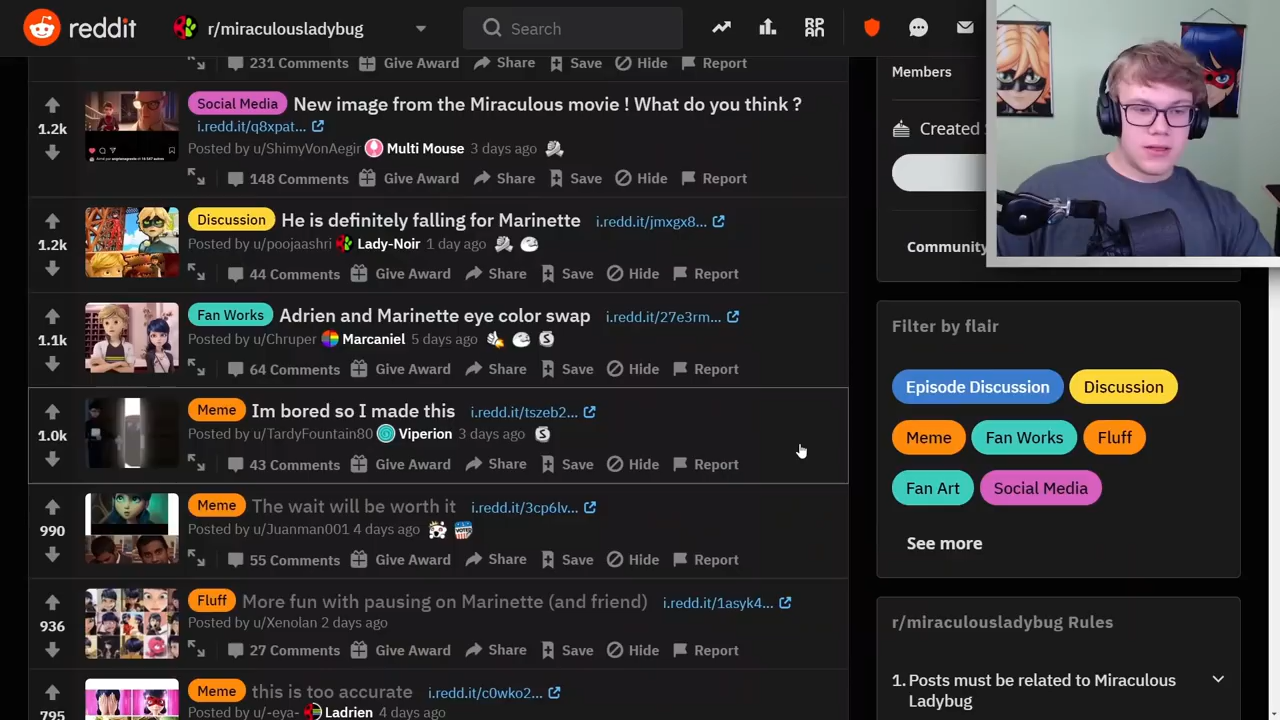 reddit r/miraculousladybug Search
231 Comments Give Award Share Save Hide Report
1.2k
Social Media New image from the Miraculous movie ! What do you think ?
i.redd.it/q8xpat...
Posted by u/ShimyVonAegir Multi Mouse 3 days ago
148 Comments Give Award Share Save Hide Report
1.2k
Discussion He is definitely falling for Marinette i.redd.it/jmxgx8...
Posted by u/poojaashri Lady-Noir 1 day ago
44 Comments Give Award Share Save Hide Report
1.1k
Fan Works Adrien and Marinette eye color swap i.redd.it/27e3rm...
Posted by u/Chruper Marcaniel 5 days ago
64 Comments Give Award Share Save Hide Report
1.0k
Meme Im bored so I made this i.redd.it/tszeb2...
Posted by u/TardyFountain80 Viperion 3 days ago
43 Comments Give Award Share Save Hide Report
990
Meme The wait will be worth it i.redd.it/3cp6lv...
Posted by u/Juanman001 4 days ago
55 Comments Give Award Share Save Hide Report
936
Fluff More fun with pausing on Marinette (and friend) i.redd.it/1asyk4...
Posted by u/Xenolan 2 days ago
27 Comments Give Award Share Save Hide Report
795
Meme this is too accurate i.redd.it/c0wko2...
Posted by u/-eya- Ladrien 4 days ago
Members
Created
Community
Filter by flair
Episode Discussion Discussion
Meme Fan Works Fluff
Fan Art Social Media
See more
r/miraculousladybug Rules
1. Posts must be related to Miraculous
Ladybug